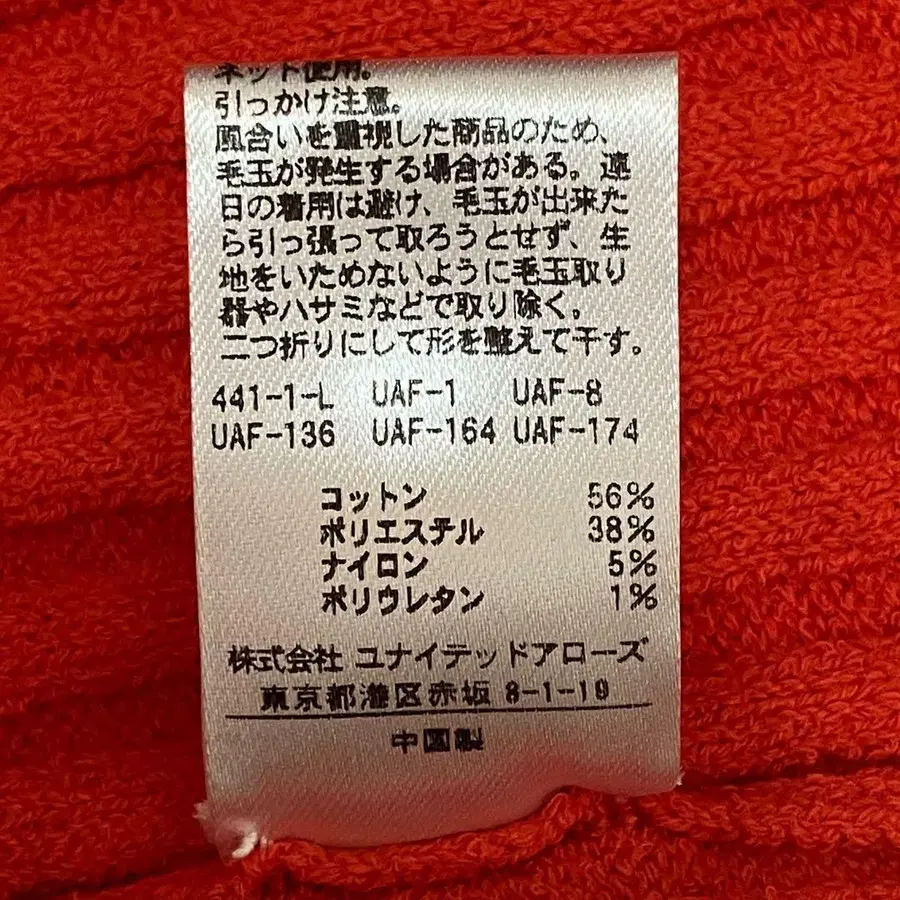 ネット使用。
引っかけ注意。
風合いを重視した商品のため、
毛玉が発生する場合がある。連
日の着用は避け、毛玉が出来た
ら引っ張って取ろうとせず、生
地をいためないように毛玉取り
器やハサミなどで取り除く。
二つ折りにして形を整えて干す。
441-1-L UAF-1 UAF-8
UAF-136 UAF-164 UAF-174
コットン 56%
ポリエステル 38%
ナイロン 5%
ポリウレタン 1%
株式会社 ユナイテッドアローズ
東京都港区赤坂 8-1-19
中国製